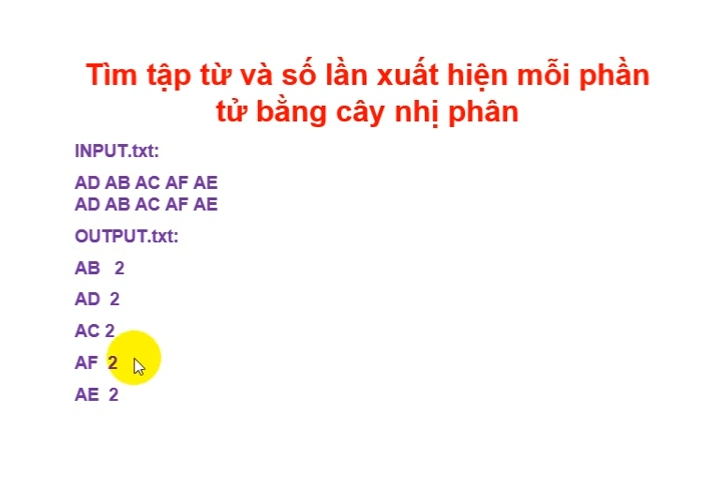 Tìm tập từ và số lần xuất hiện mỗi phần
tử bằng cây nhị phân
INPUT.txt:
AD AB AC AF AE
AD AB AC AF AE
OUTPUT.txt:
AB 2
AD 2
AC 2
AF 2
AE 2